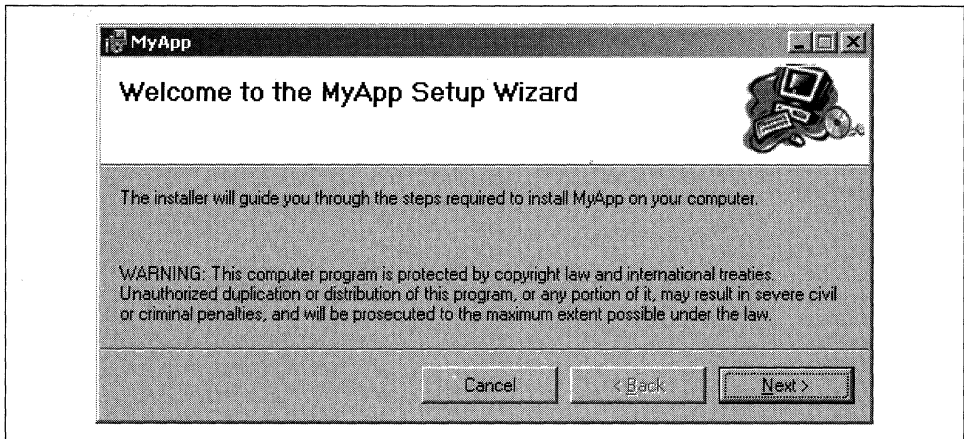 MyApp
Welcome to the MyApp Setup Wizard
The installer will guide you through the steps required to install MyApp on your computer.
WARNING: This computer program is protected by copyright law and international treaties.
Unauthorized duplication or distribution of this program, or any portion of it, may result in severe civil
or criminal penalties, and will be prosecuted to the maximum extent possible under the law.
Cancel
< Back
Next >